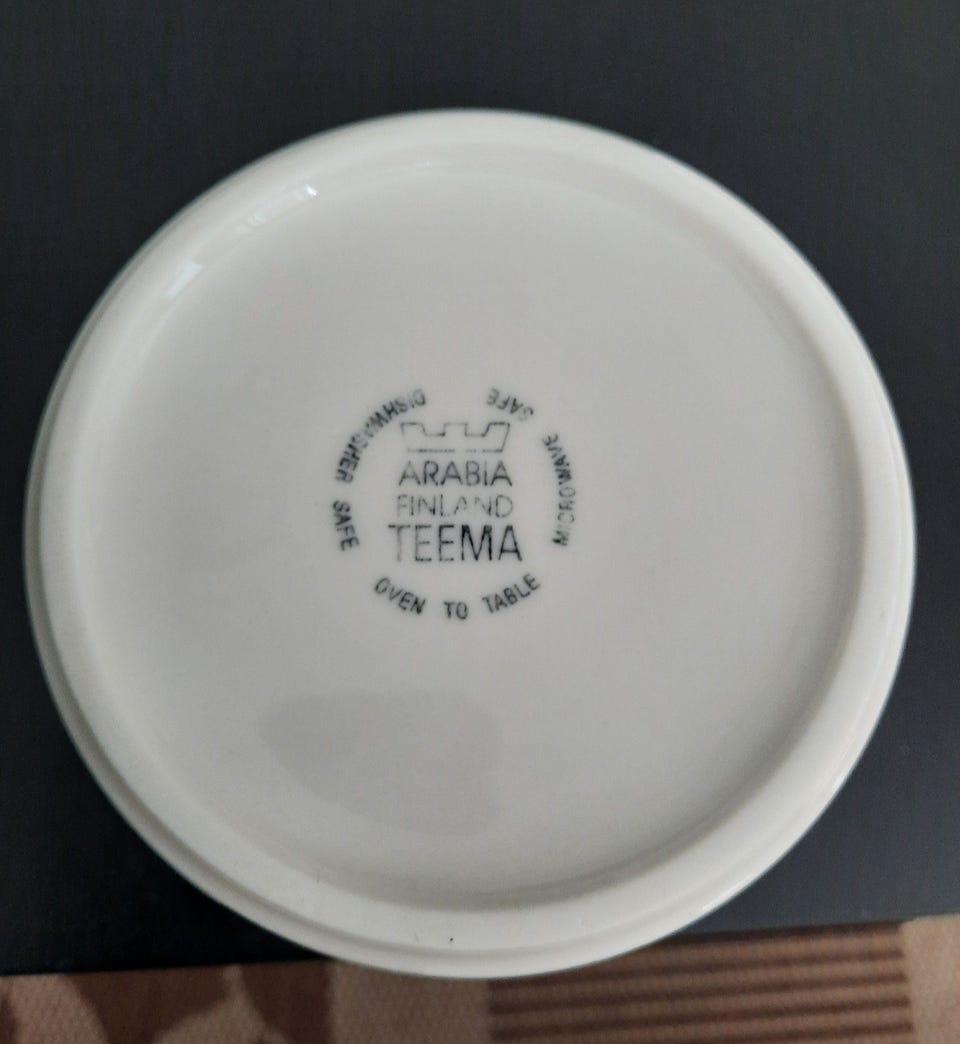 ARABIA
FINLAND
TEEMA
DISHWASHER SAFE
OVEN TO TABLE
MICROWAVE SAFE